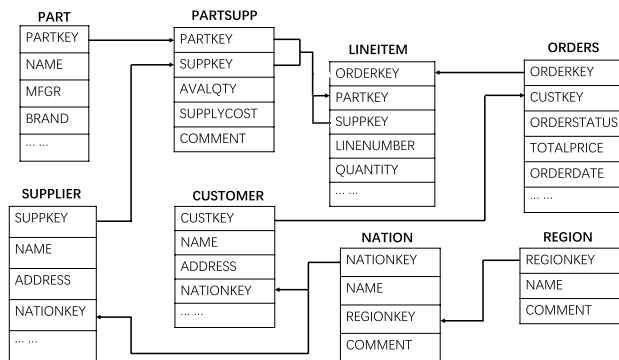 PART
PARTKEY
NAME
MFGR
BRAND
... ...
PARTSUPP
PARTKEY
SUPPKEY
AVALQTY
SUPPLYCOST
COMMENT
LINEITEM
ORDERKEY
PARTKEY
SUPPKEY
LINENUMBER
QUANTITY
... ...
ORDERS
ORDERKEY
CUSTKEY
ORDERSTATUS
TOTALPRICE
ORDERDATE
... ...
SUPPLIER
SUPPKEY
NAME
ADDRESS
NATIONKEY
... ...
CUSTOMER
CUSTKEY
NAME
ADDRESS
NATIONKEY
... ...
NATION
NATIONKEY
NAME
REGIONKEY
COMMENT
REGION
REGIONKEY
NAME
COMMENT